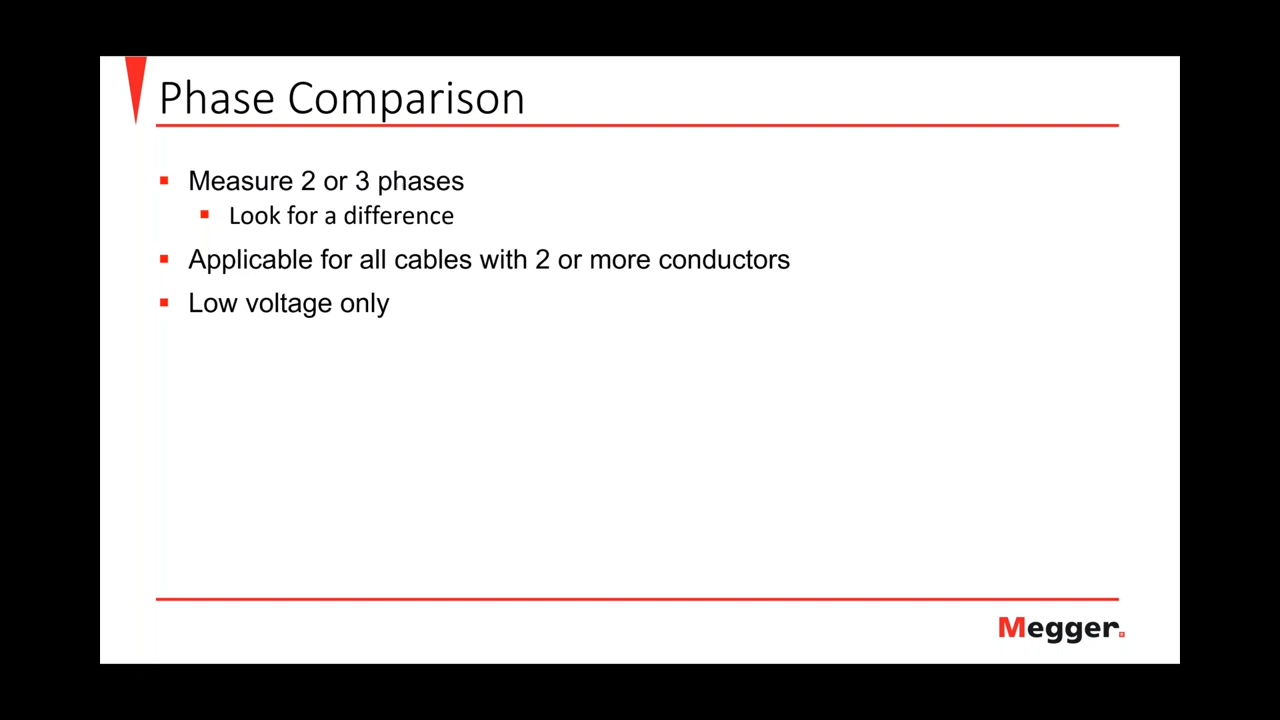 Phase Comparison
Measure 2 or 3 phases
Look for a difference
Applicable for all cables with 2 or more conductors
Low voltage only
Megger.